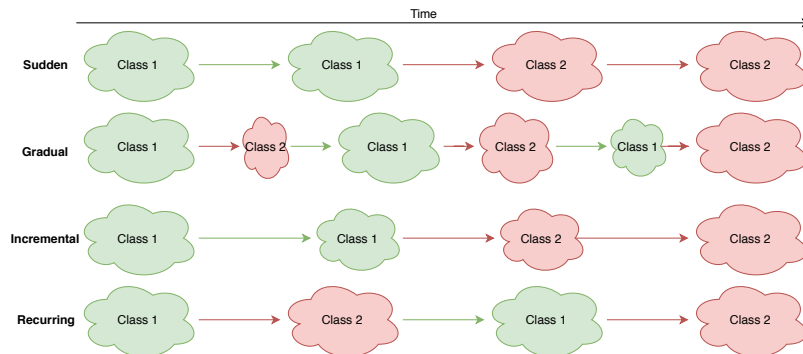 Time
Sudden Class 1 Class 1 Class 2 Class 2
Gradual Class 1 Class 2 Class 1 Class 2 Class 1 Class 2
Incremental Class 1 Class 1 Class 2 Class 2
Recurring Class 1 Class 2 Class 1 Class 2